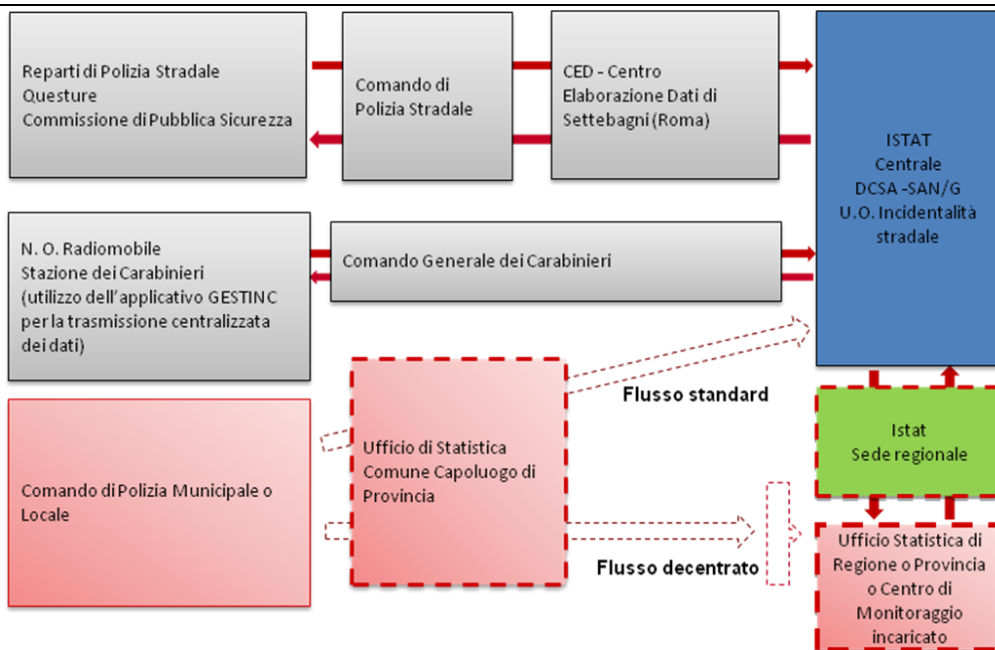 Reparti di Polizia Stradale
Questure
Commissione di Pubblica Sicurezza
Comando di
Polizia Stradale
CED - Centro
Elaborazione Dati di
Settebagni (Roma)
ISTAT
Centrale
DCSA -SAN/G
U.O. Incidentalità
stradale
N. O. Radiomobile
Stazione dei Carabinieri
(utilizzo dell'applicativo GESTINC
per la trasmissione centralizzata
dei dati)
Comando Generale dei Carabinieri
Flusso standard
Ufficio di Statistica
Comune Capoluogo di
Provincia
Istat
Sede regionale
Comando di Polizia Municipale o
Locale
Flusso decentrato
Ufficio Statistica di
Regione o Provincia
o Centro di
Monitoraggio
incaricato